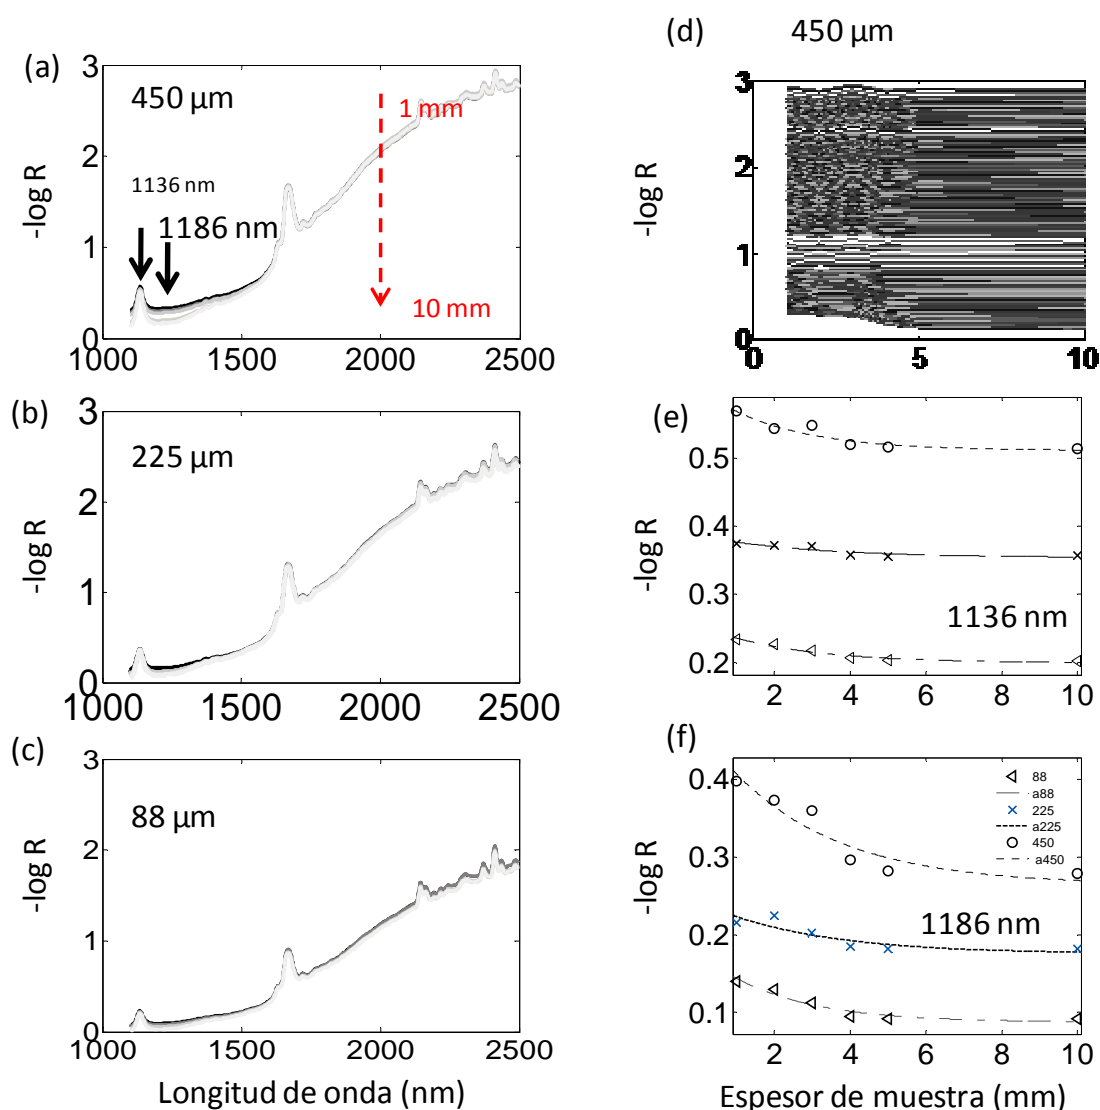 (a)
3
2
1
0
-log R
450 µm
1136 nm
1186 nm
1 mm
10 mm
1000
1500
2000
2500
(b)
3
2
1
0
-log R
225 µm
1000
1500
2000
2500
(c)
3
2
1
0
-log R
88 µm
1000
1500
2000
2500
Longitud de onda (nm)
(d)
450 µm
3
2
1
0
-log R
0
5
10
(e)
0.5
0.4
0.3
0.2
-log R
1136 nm
2
4
6
8
10
(f)
0.4
0.3
0.2
0.1
-log R
88
a88
225
a225
450
a450
1186 nm
2
4
6
8
10
Espesor de muestra (mm)